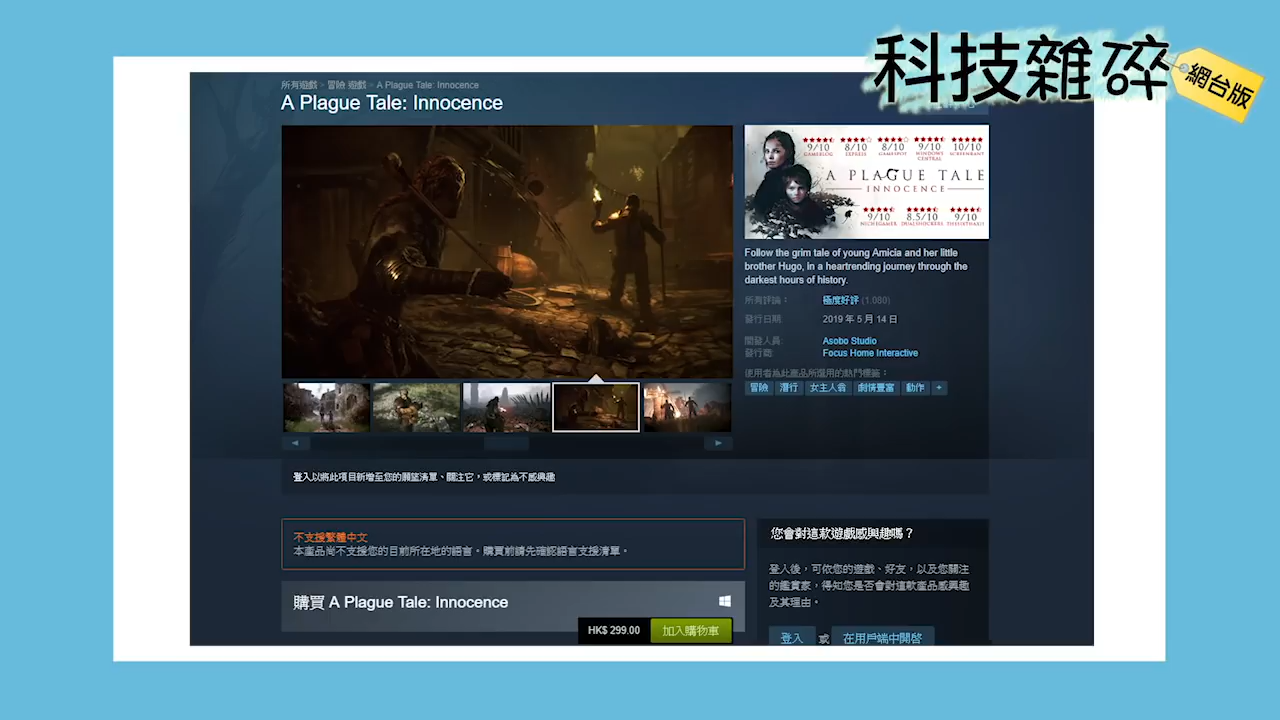 科技雜碎
網台版
所有遊戲 > 冒險 遊戲 > A Plague Tale: Innocence
A Plague Tale: Innocence
9/10 8/10 8/10 9/10 10/10
GAMEBLOG EXPRESS GAMESPOT WINDOWS CENTRAL SCREENRANT
A PLAGUE TALE
INNOCENCE
9/10 8.5/10 9/10
NICHEGAMER DUALSHOCKERS THESIXTHAXIS
Follow the grim tale of young Amicia and her little
brother Hugo, in a heartrending journey through the
darkest hours of history.
所有評論： 極度好評 (1,080)
發行日期: 2019 年 5 月 14 日
開發人員: Asobo Studio
發行商: Focus Home Interactive
使用者為此產品所選用的熱門標籤：
冒險 潛行 女主人翁 劇情豐富 動作 +
登入以將此項目新增至您的願望清單、關注它，或標記為不感興趣
不支援繁體中文
本產品尚不支援您的目前所在地的語言。購買前請先確認語言支援清單。
購買 A Plague Tale: Innocence
HK$ 299.00 加入購物車
您會對這款遊戲感興趣嗎？
登入後，可依您的遊戲、好友，以及您關注
的鑑賞家，得知您是否會對這款產品感興趣
及其理由。
登入 或 在用戶端中開啓